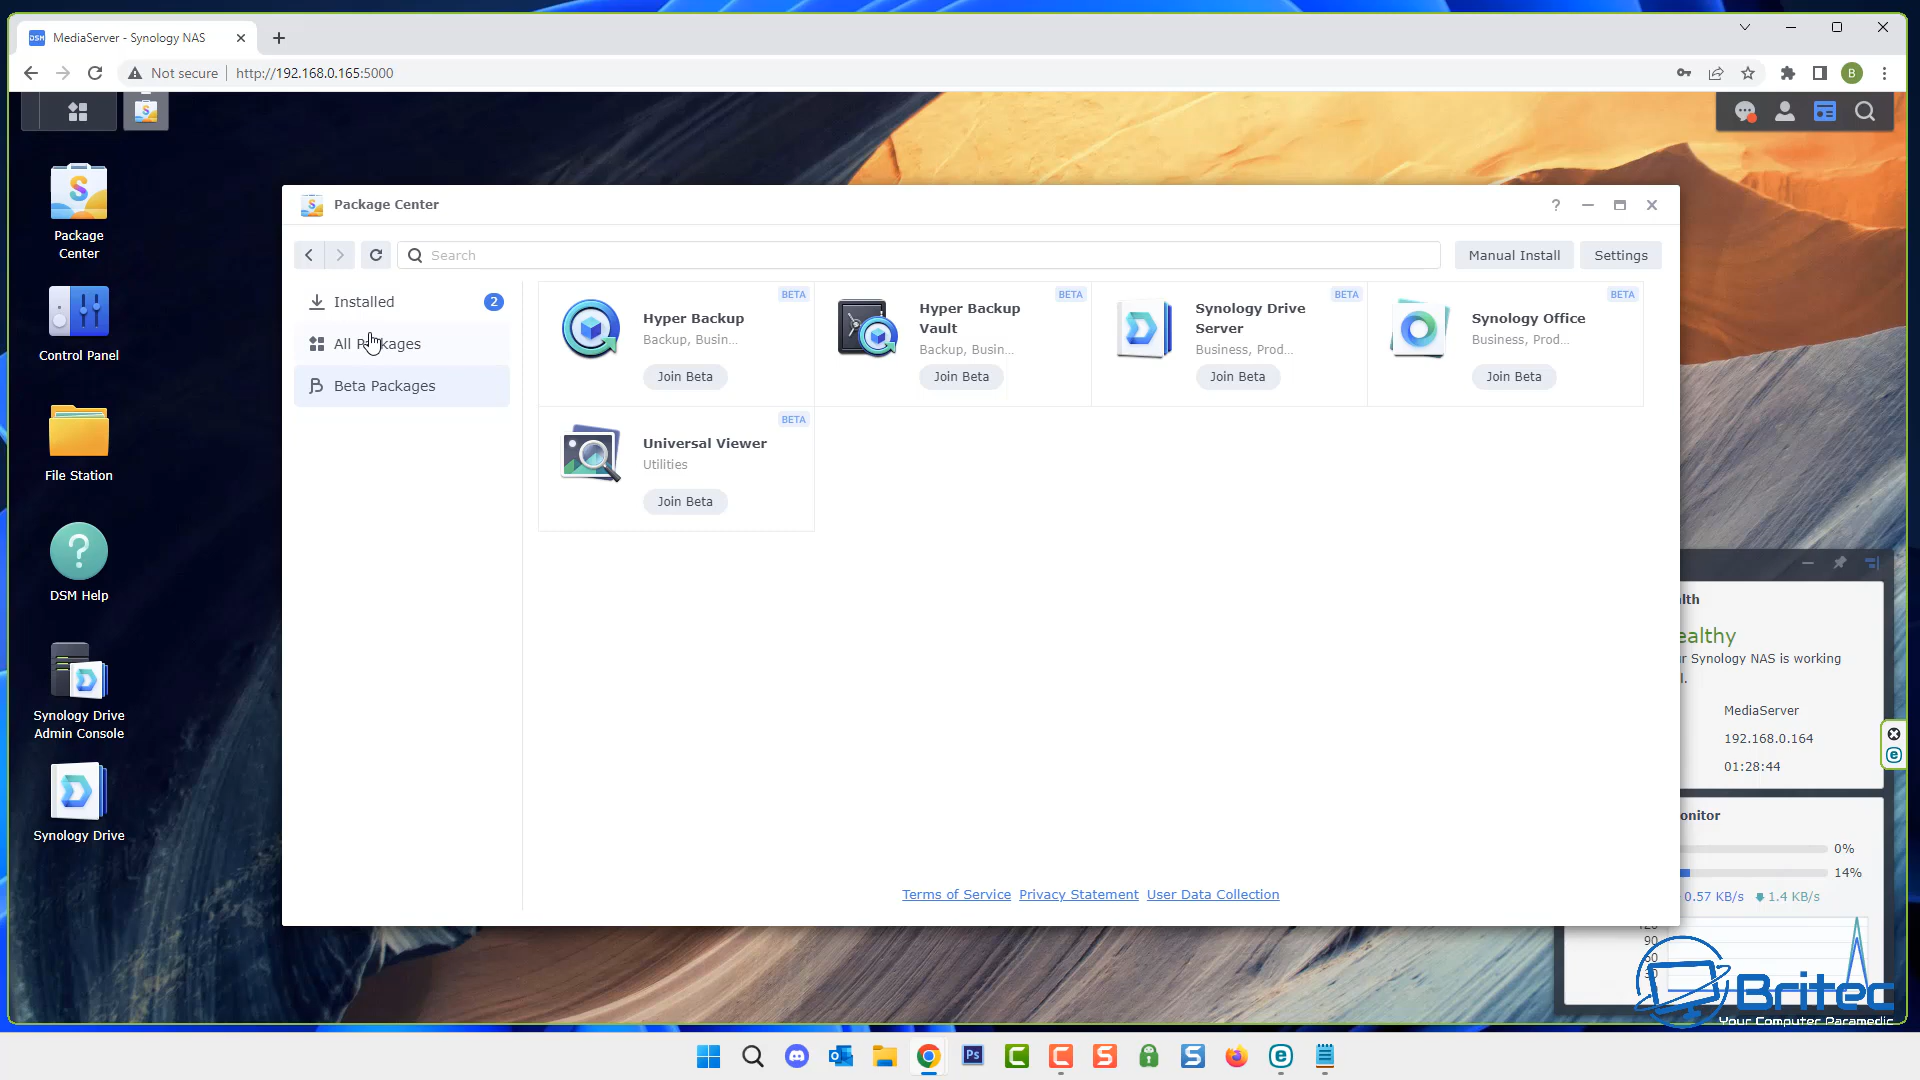 MediaServer - Synology NAS
Not secure
http://192.168.0.165:5000
B
Package
Center
Control Panel
File Station
DSM Help
Synology Drive
Admin Console
Synology Drive
Package Center
Search
Manual Install
Settings
Installed
2
All Packages
Beta Packages
BETA
Hyper Backup
Backup, Busin...
Join Beta
BETA
Hyper Backup
Vault
Backup, Busin...
Join Beta
BETA
Synology Drive
Server
Business, Prod...
Join Beta
BETA
Synology Office
Business, Prod...
Join Beta
BETA
Universal Viewer
Utilities
Join Beta
Terms of Service
Privacy Statement
User Data Collection
lth
ealthy
r Synology NAS is working
l.
MediaServer
192.168.0.164
01:28:44
onitor
0%
14%
0.57 KB/s
1.4 KB/s
90
Britec
Your Computer Paramedic